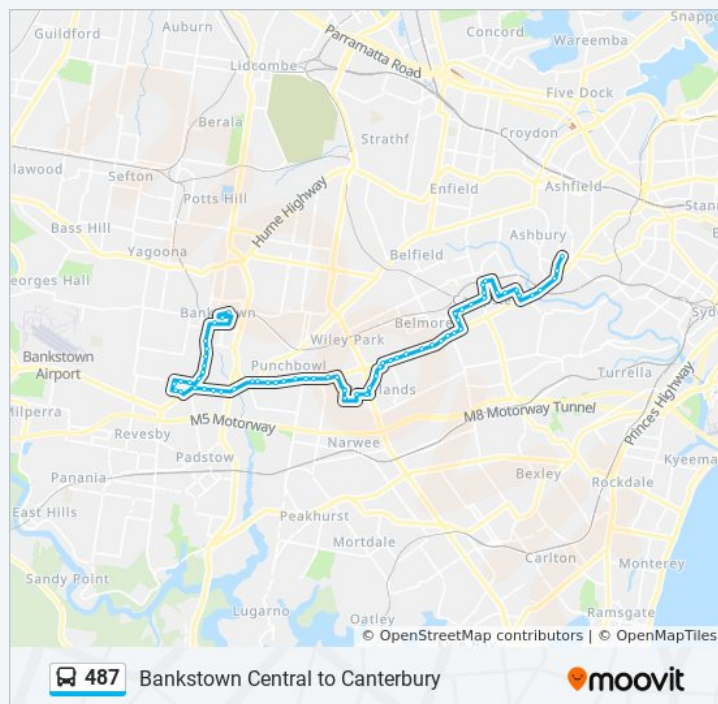 Guildford
Auburn
Concord
Snappe
Wareemba
Parramatta Road
Lidcombe
Five Dock
Berala
Strathf
Croydon
lawood
Sefton
Potts Hill
Enfield
Ashfield
Stann
Bass Hill
Hume Highway
Ashbury
Yagoona
Belfield
eorges Hall
Bankstown
Belmore
Syd
Wiley Park
Bankstown
Airport
Punchbowl
Turrella
lands
Milperra
M5 Motorway
M8 Motorway Tunnel
Princes Highway
Revesby
Narwee
Kyeema
Padstow
Panania
Bexley
Rockdale
East Hills
Peakhurst
Mortdale
Carlton
Monterey
Sandy Point
Lugarno
Oatley
Ramsgate
© OpenStreetMap contributors | © OpenMapTiles
487 Bankstown Central to Canterbury
moovit